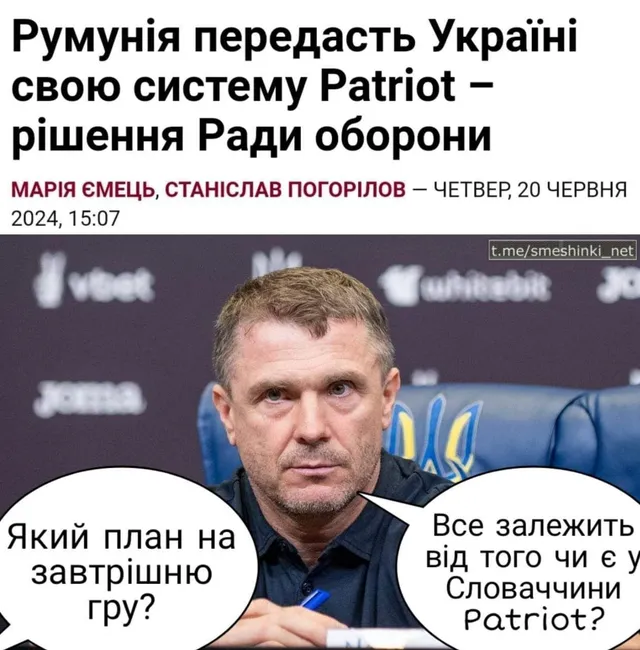 Румунія передасть Україні
свою систему Patriot –
рішення Ради оборони
МАРІЯ ЄМЕЦЬ, СТАНІСЛАВ ПОГОРІЛОВ — ЧЕТВЕР, 20 ЧЕРВНЯ
2024, 15:07
t.me/smeshinki_net
vbet
whitebit
Jo
Joma
Який план на
завтрішню
гру?
Все залежить
від того чи є у
Словаччини
Patriot?